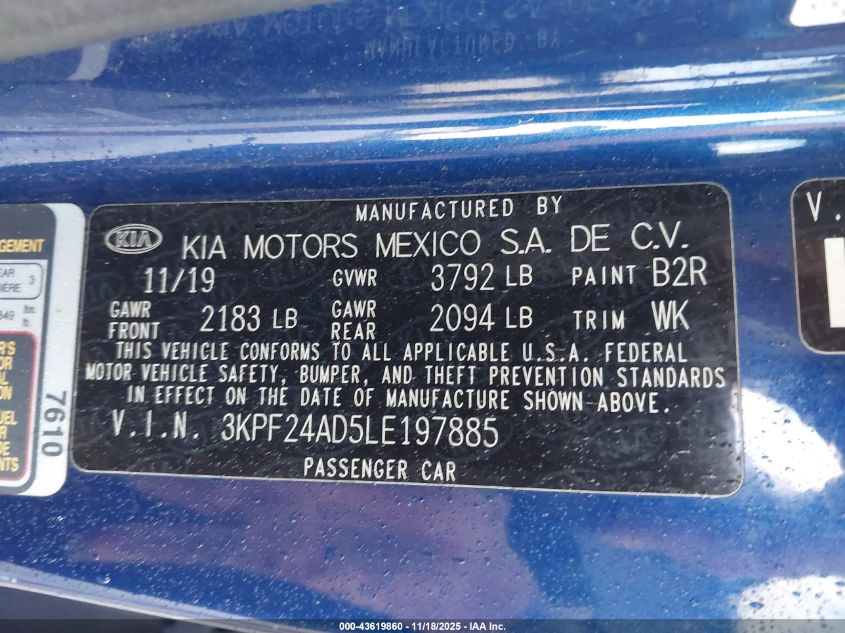 MANUFACTURED BY
KIA KIA MOTORS MEXICO S.A. DE C.V.
11/19 GVWR 3792 LB PAINT B2R
GAWR FRONT 2183 LB GAWR REAR 2094 LB TRIM WK
THIS VEHICLE CONFORMS TO ALL APPLICABLE U.S.A. FEDERAL
MOTOR VEHICLE SAFETY, BUMPER, AND THEFT PREVENTION STANDARDS
IN EFFECT ON THE DATE OF MANUFACTURE SHOWN ABOVE.
V.I.N. 3KPF24AD5LE197885
PASSENGER CAR
7610
V.
000-43619860 - 11/18/2025 - IAA Inc.